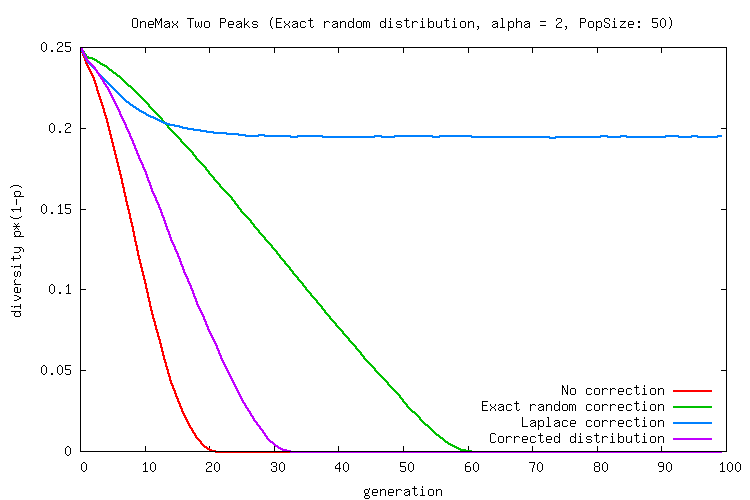 OneMax Two Peaks (Exact random distribution, alpha = 2, PopSize: 50)
0.25
0.2
0.15
0.1
0.05
0
diversity p*(1-p)
No correction
Exact random correction
Laplace correction
Corrected distribution
0 10 20 30 40 50 60 70 80 90 100
generation